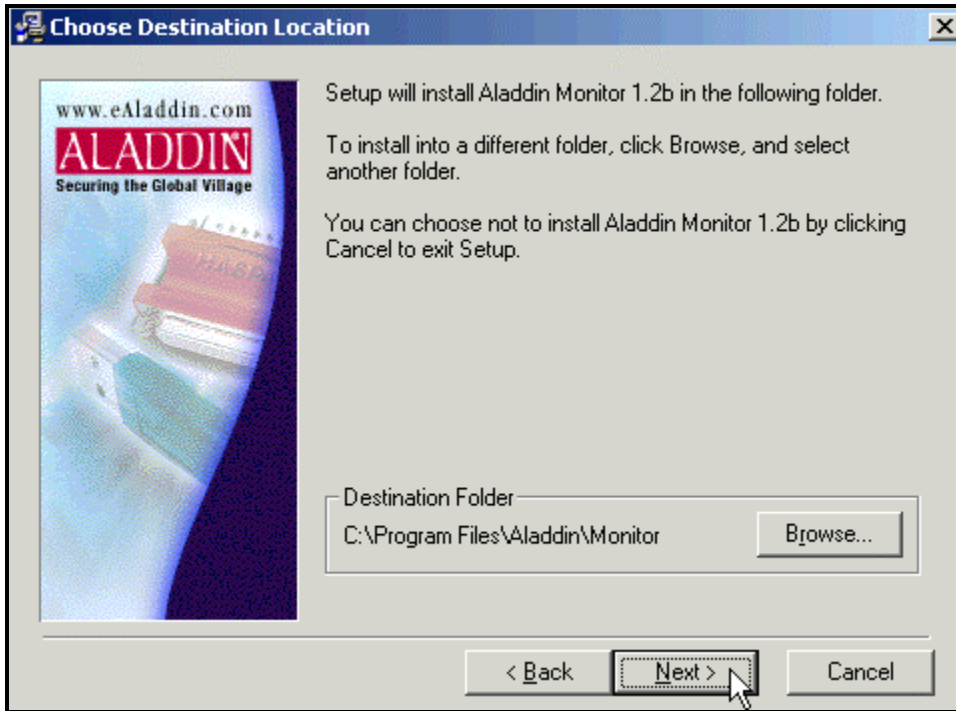 Choose Destination Location
www.eAladdin.com
ALADDIN
Securing the Global Village
HASP
Setup will install Aladdin Monitor 1.2b in the following folder.
To install into a different folder, click Browse, and select
another folder.
You can choose not to install Aladdin Monitor 1.2b by clicking
Cancel to exit Setup.
Destination Folder
C:\Program Files\Aladdin\Monitor
Browse...
< Back
Next >
Cancel